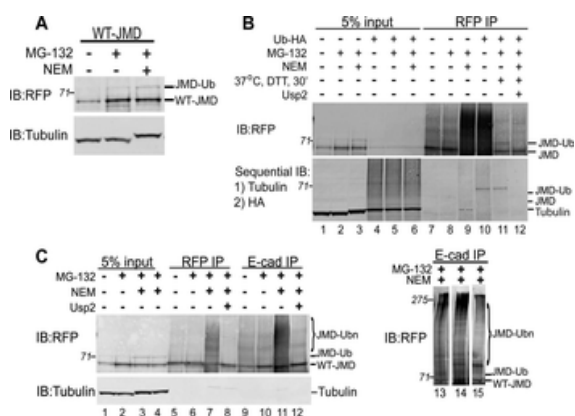 A
WT-JMD
MG-132 - + +
NEM - - +
71
JMD-Ub
IB:RFP
WT-JMD
IB:Tubulin
B
5% input RFP IP
Ub-HA
MG-132
NEM
37°C, DTT, 30'
Usp2
IB:RFP
71
JMD-Ub
JMD
Sequential IB:
1) Tubulin
2) HA
71
JMD-Ub
JMD
Tubulin
1 2 3 4 5 6 7 8 9 10 11 12
C
5% input RFP IP E-cad IP
MG-132
NEM
Usp2
IB:RFP
JMD-Ubn
71
JMD-Ub
WT-JMD
IB:Tubulin
Tubulin
1 2 3 4 5 6 7 8 9 10 11 12
E-cad IP
MG-132 + + +
NEM + + +
275
IB:RFP
JMD-Ubn
71
JMD-Ub
WT-JMD
13 14 15